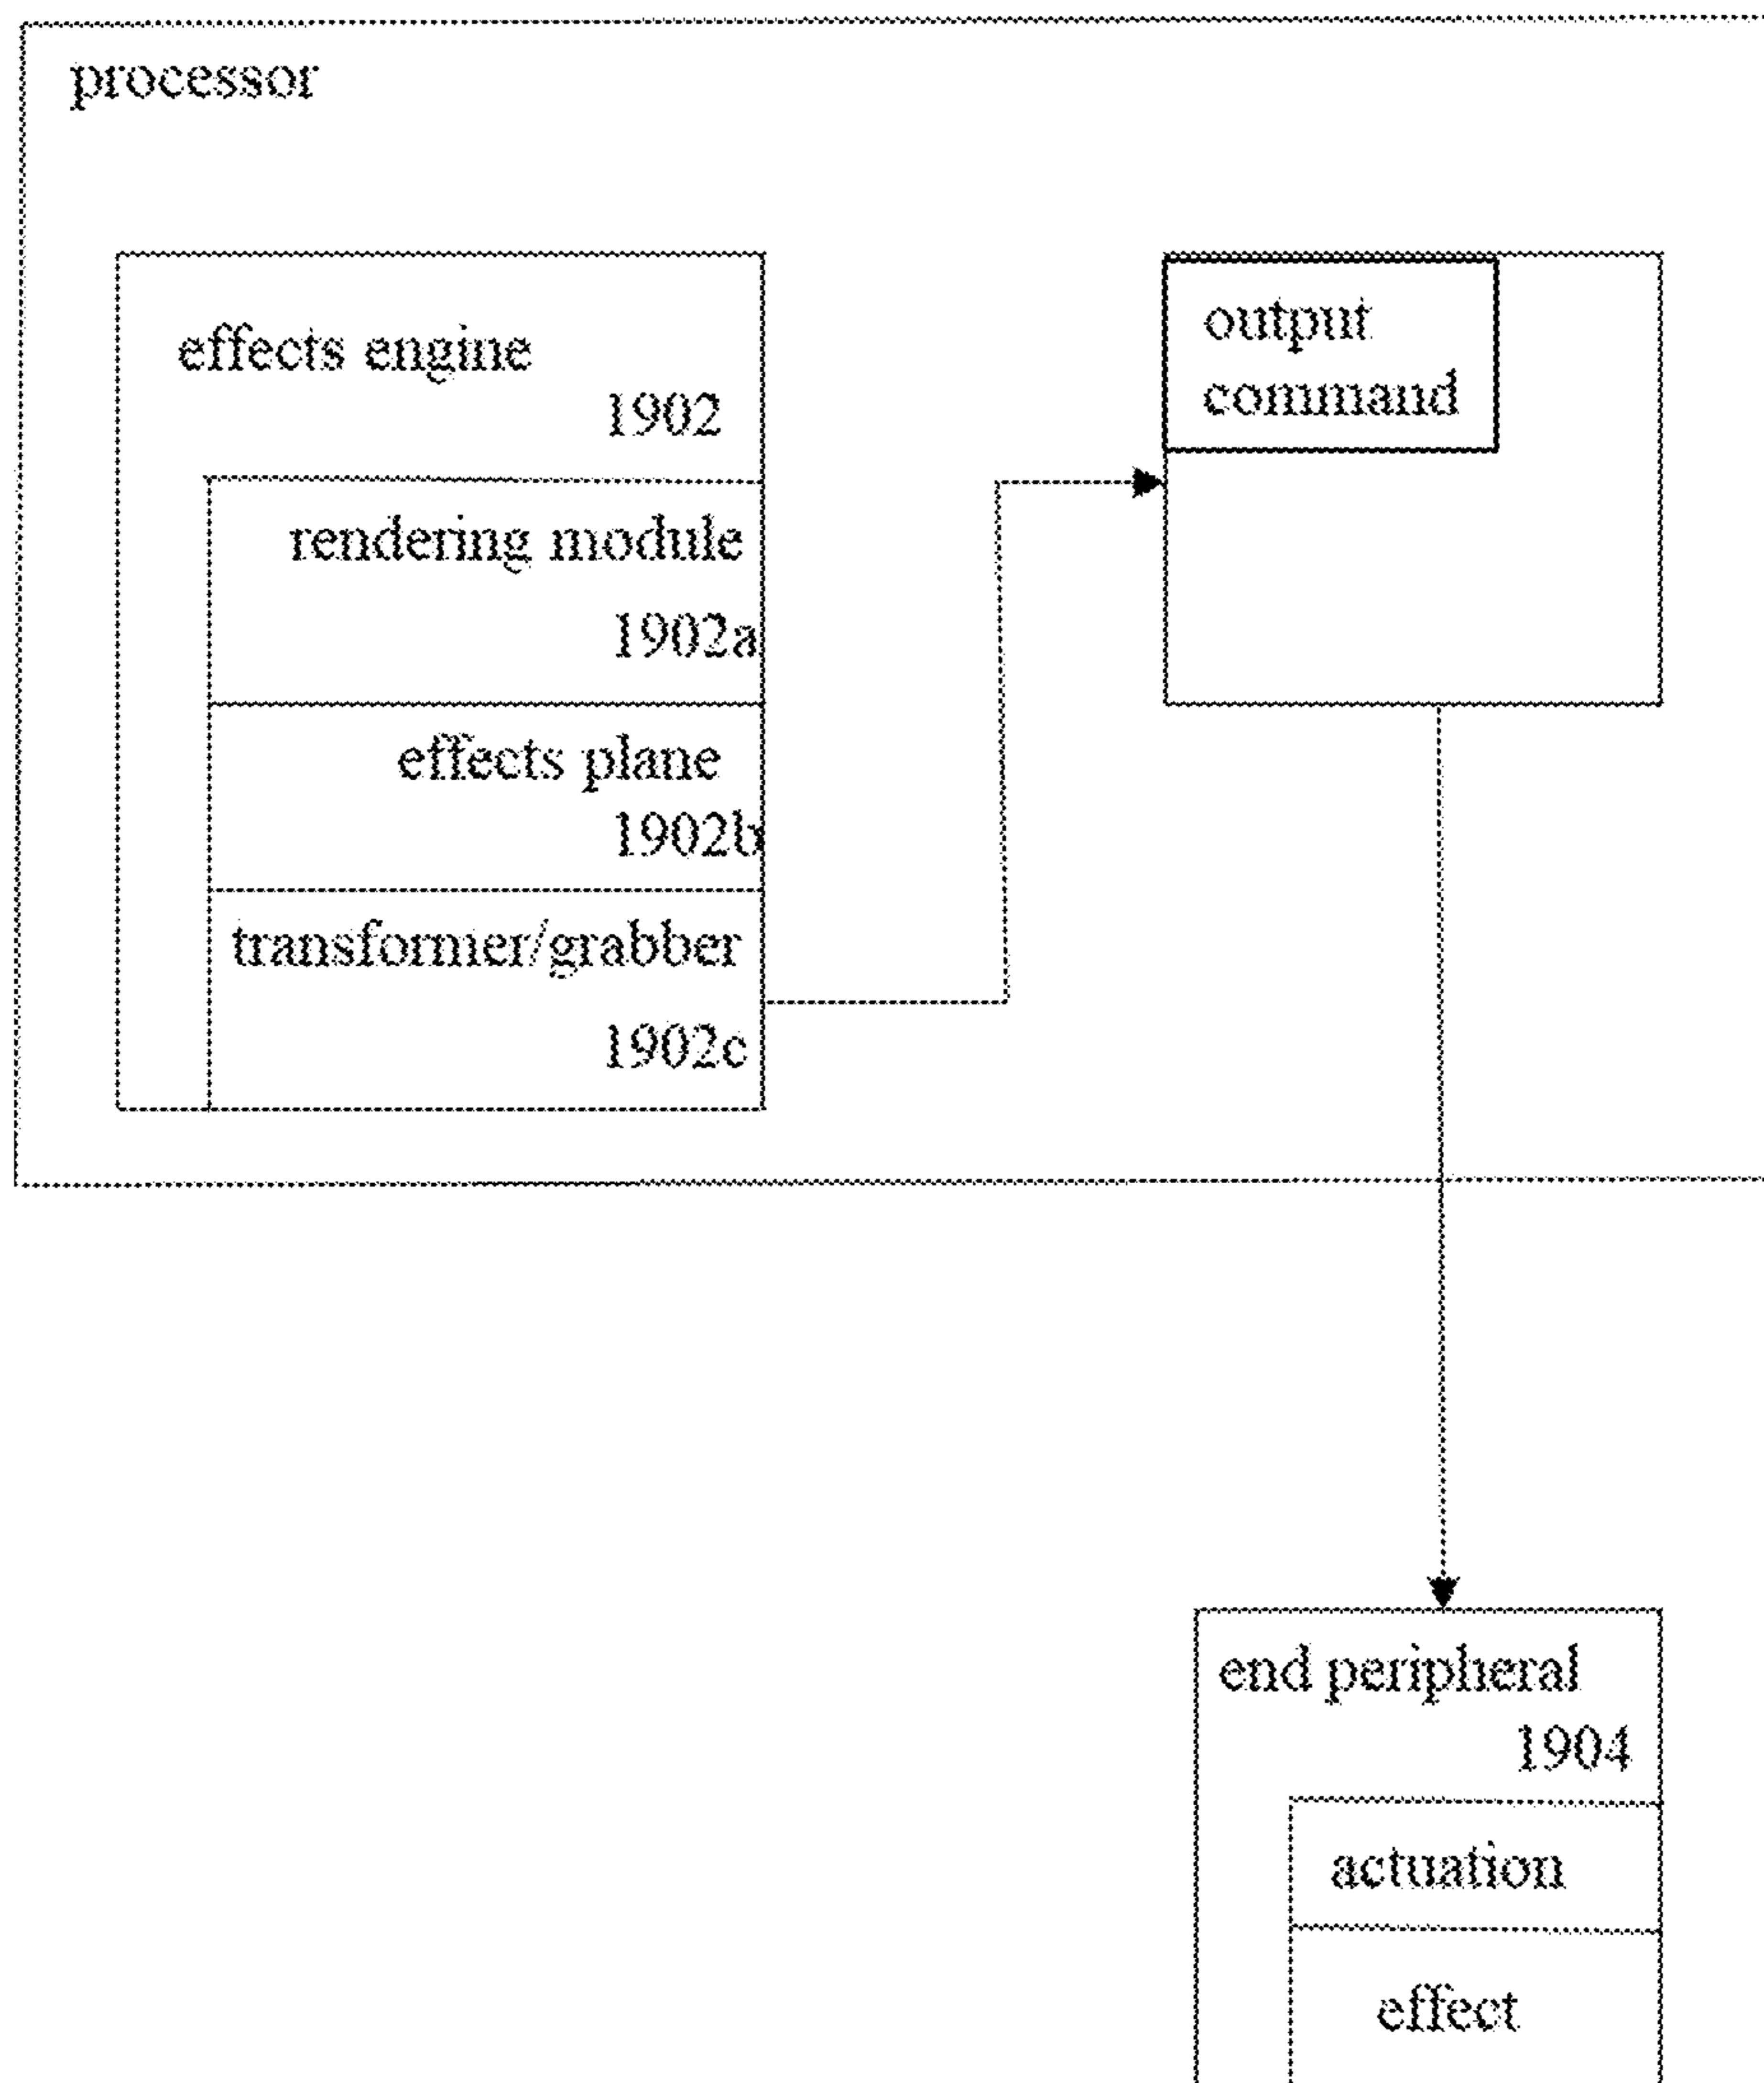 processor
effects engine
1902
rendering module
1902a
effects plane
1902b
transformer/grabber
1902c
output
command
end peripheral
1904
actuation
effect